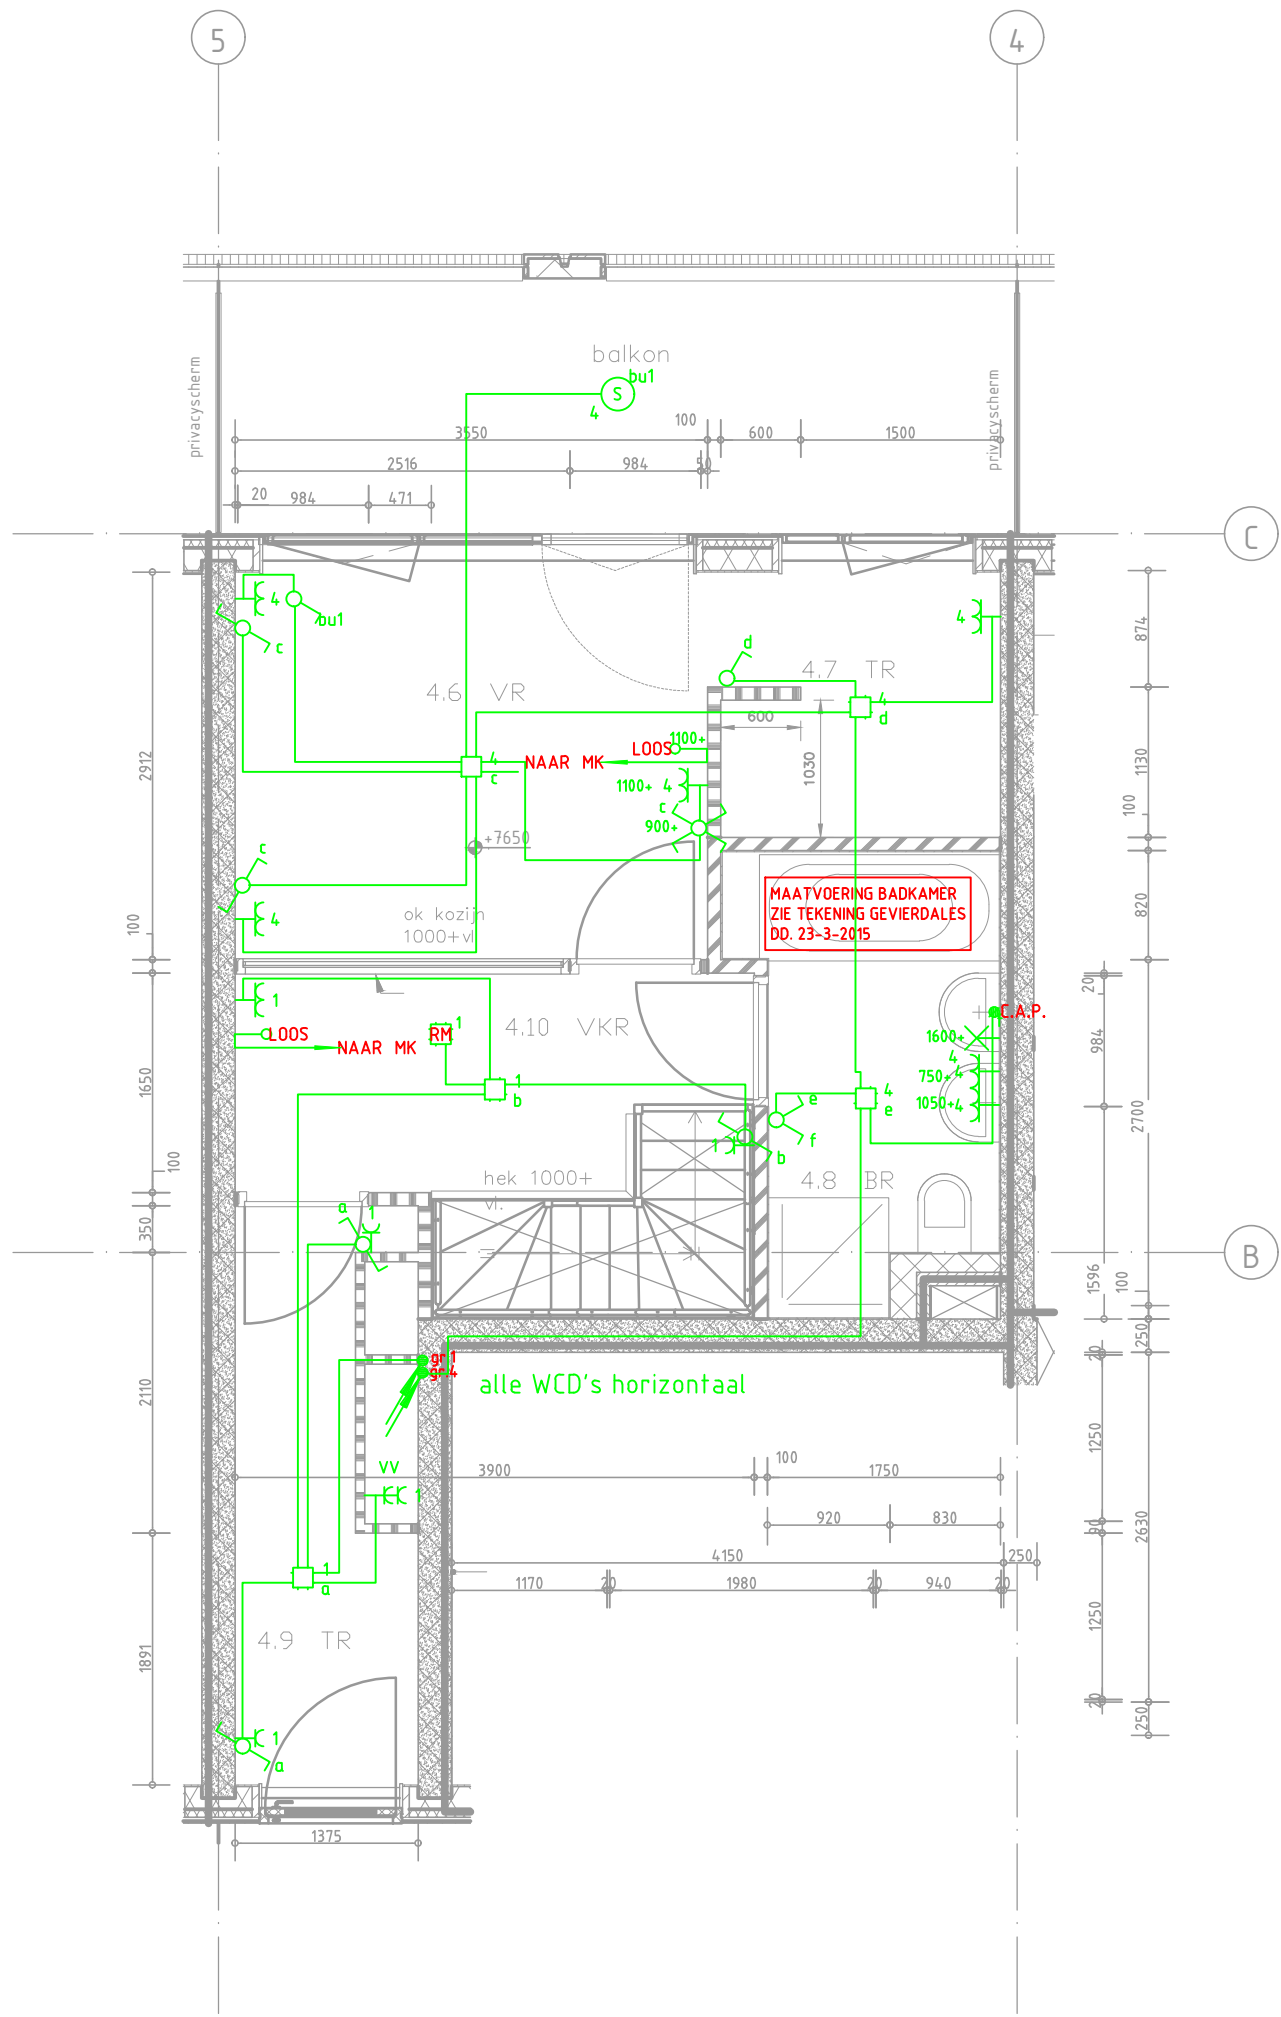 5
4
privacyscherm
privacyscherm
balkon
bu1
S
4
3550
100
600
1500
2516
984
50
20
984
471
C
4
bu1
c
4
d
4.7 TR
874
4.6 VR
4
d
600
1100+
LOOS
NAAR MK
4
c
1100+ 4
1030
1130
2912
c
900+
100
+7650
c
MAATVOERING BADKAMER
ZIE TEKENING GEVIERDALES
DD. 23-3-2015
820
ok kozijn
1000+vl
4
100
1
LOOS
NAAR MK
RM
1
4.10 VKR
C.A.P.
1600+
20
984
4
750+4
1050+4
1650
1
b
4
e
e
f
2700
1
b
100
hek 1000+
vl.
4.8 BR
a
1
350
B
1596
100
250
20
gr.1
gr.4
alle WCD's horizontaal
2110
1250
3900
100
1750
vv
1
920
830
90
2630
4150
250
1
a
1170
20
1980
20
940
20
1250
4.9 TR
1891
20
250
1
a
1375